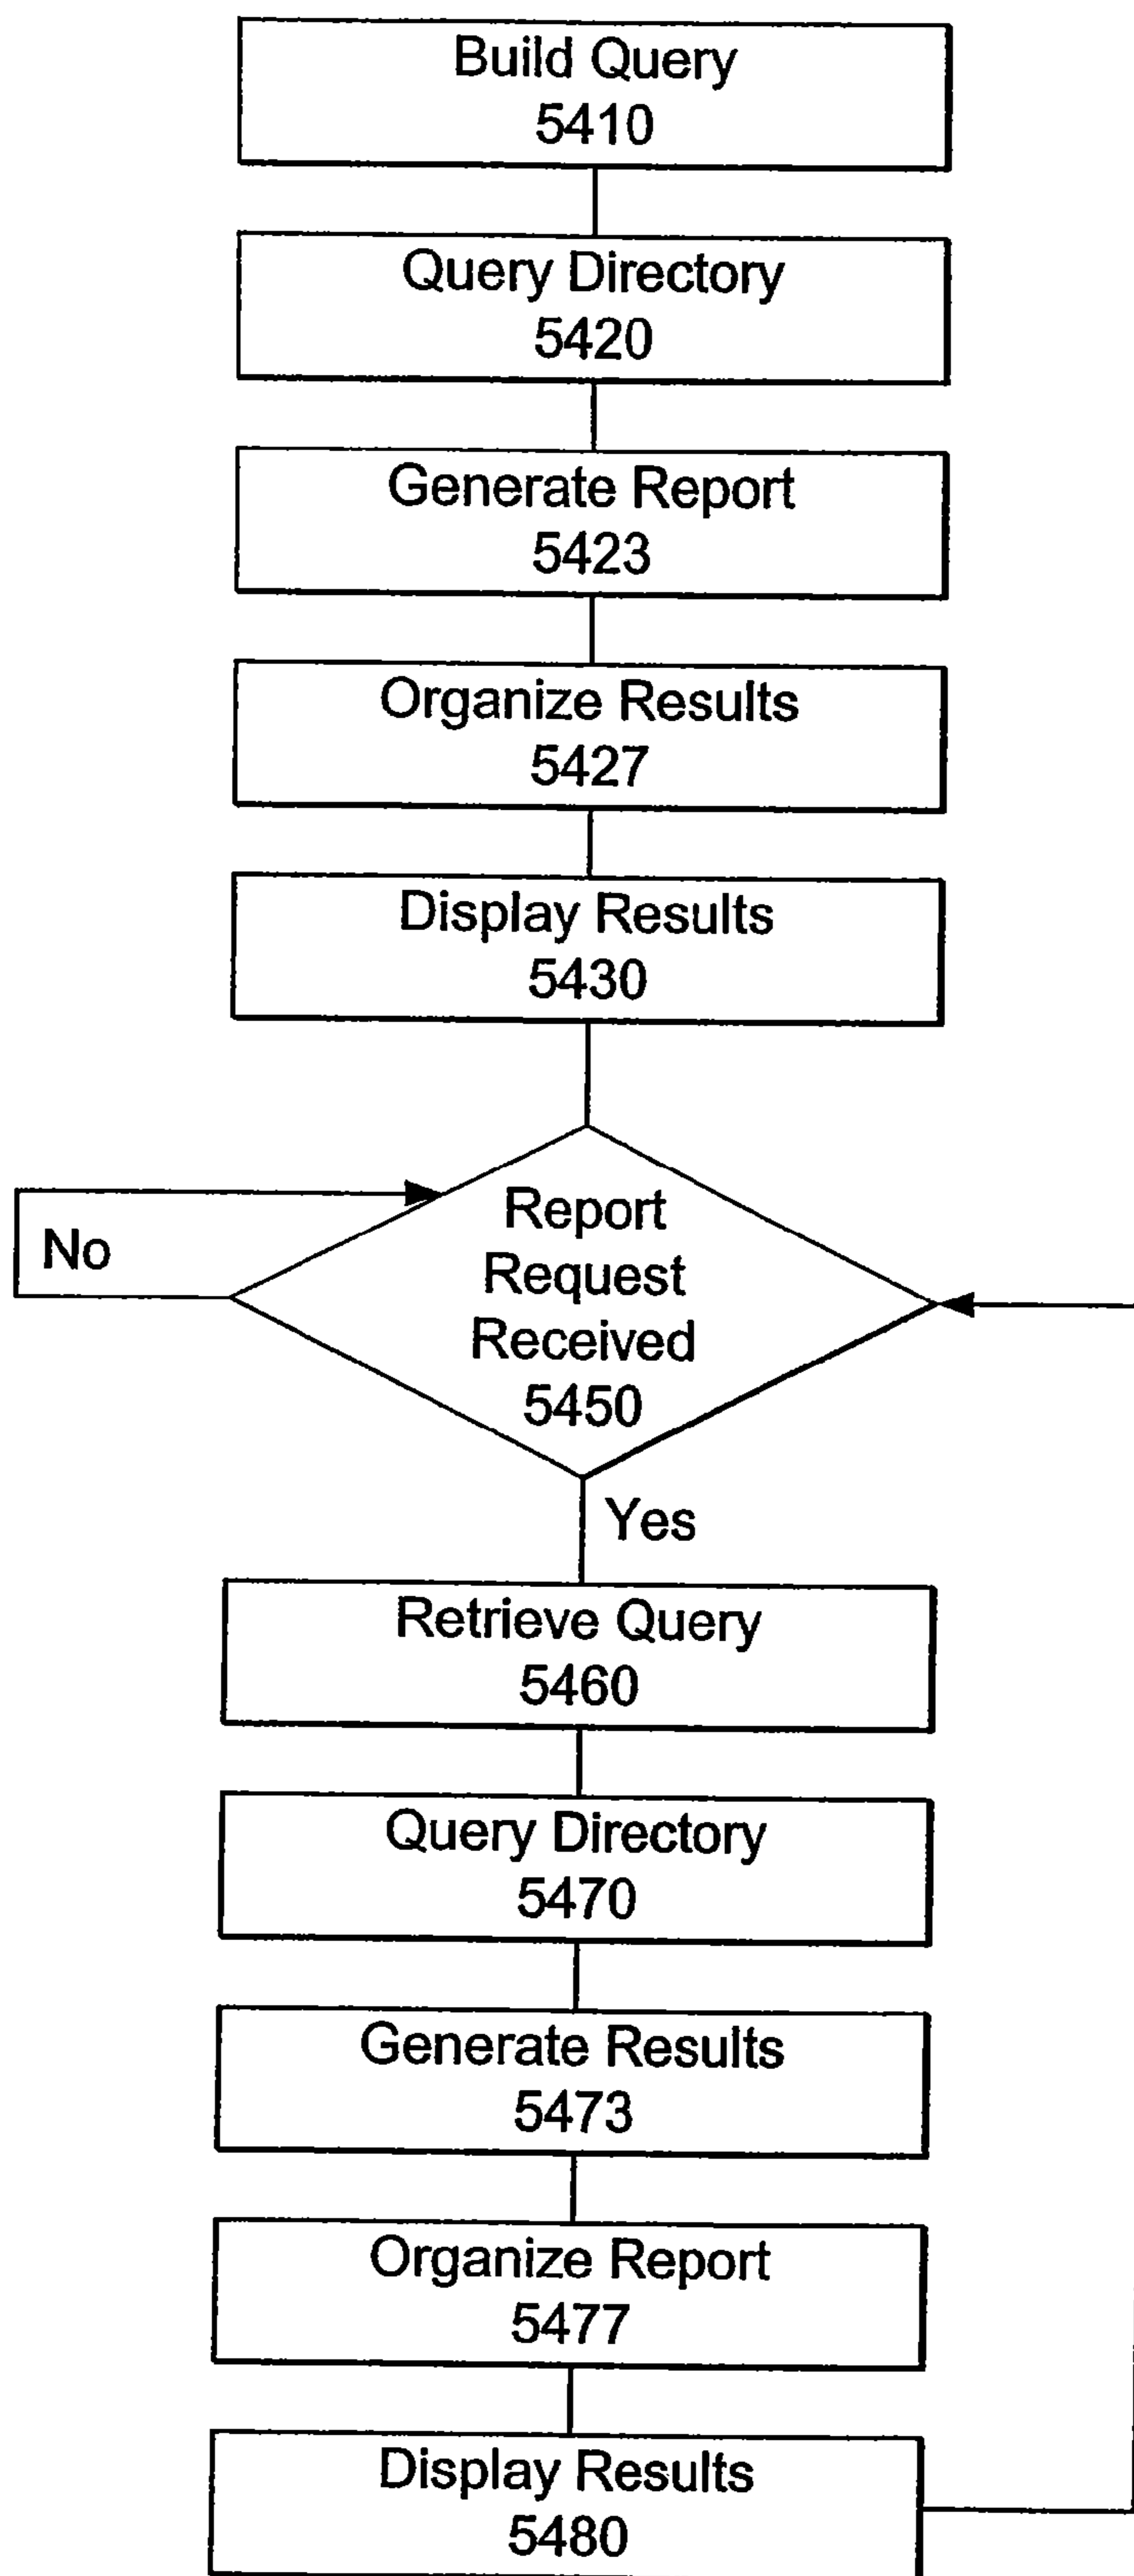 Build Query
5410
Query Directory
5420
Generate Report
5423
Organize Results
5427
Display Results
5430
No
Report
Request
Received
5450
Yes
Retrieve Query
5460
Query Directory
5470
Generate Results
5473
Organize Report
5477
Display Results
5480